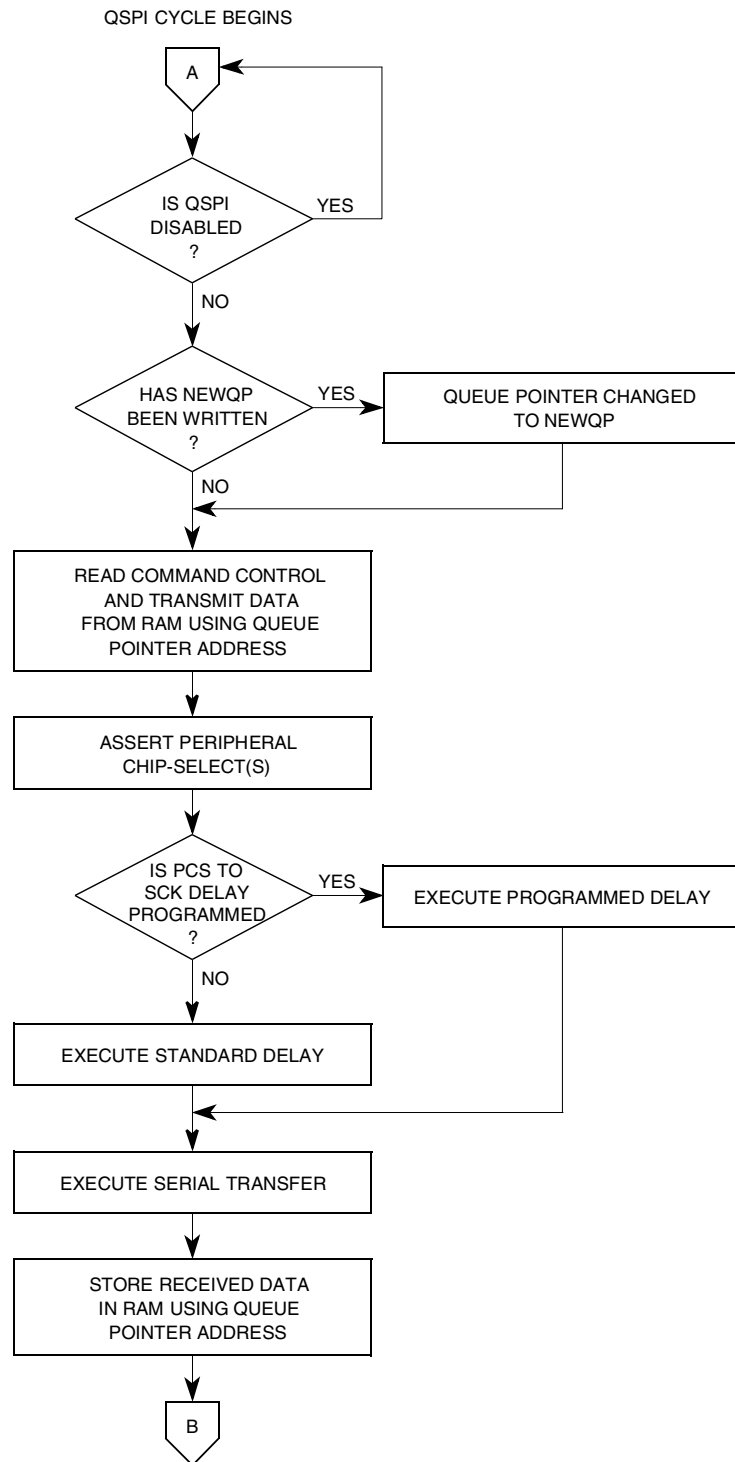 QSPI CYCLE BEGINS
A
IS QSPI
DISABLED
?
YES
NO
HAS NEWQP
BEEN WRITTEN
?
YES
QUEUE POINTER CHANGED
TO NEWQP
NO
READ COMMAND CONTROL
AND TRANSMIT DATA
FROM RAM USING QUEUE
POINTER ADDRESS
ASSERT PERIPHERAL
CHIP-SELECT(S)
IS PCS TO
SCK DELAY
PROGRAMMED
?
YES
EXECUTE PROGRAMMED DELAY
NO
EXECUTE STANDARD DELAY
EXECUTE SERIAL TRANSFER
STORE RECEIVED DATA
IN RAM USING QUEUE
POINTER ADDRESS
B